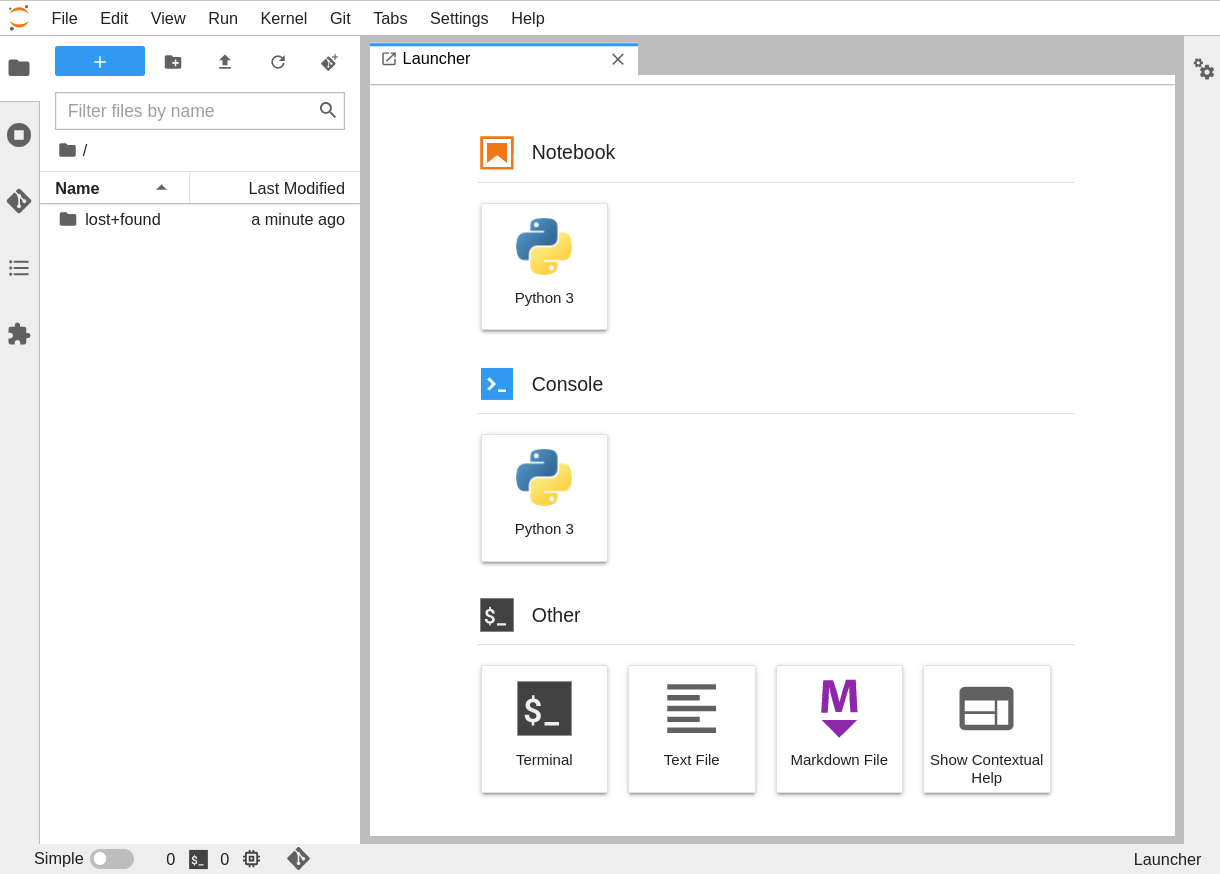 File Edit View Run Kernel Git Tabs Settings Help
Launcher
Filter files by name
/
Name Last Modified
lost+found a minute ago
Notebook
Python 3
Console
Python 3
$_ Other
$_
Terminal
Text File
M
Markdown File
Show Contextual
Help
Simple 0 $_ 0 Launcher